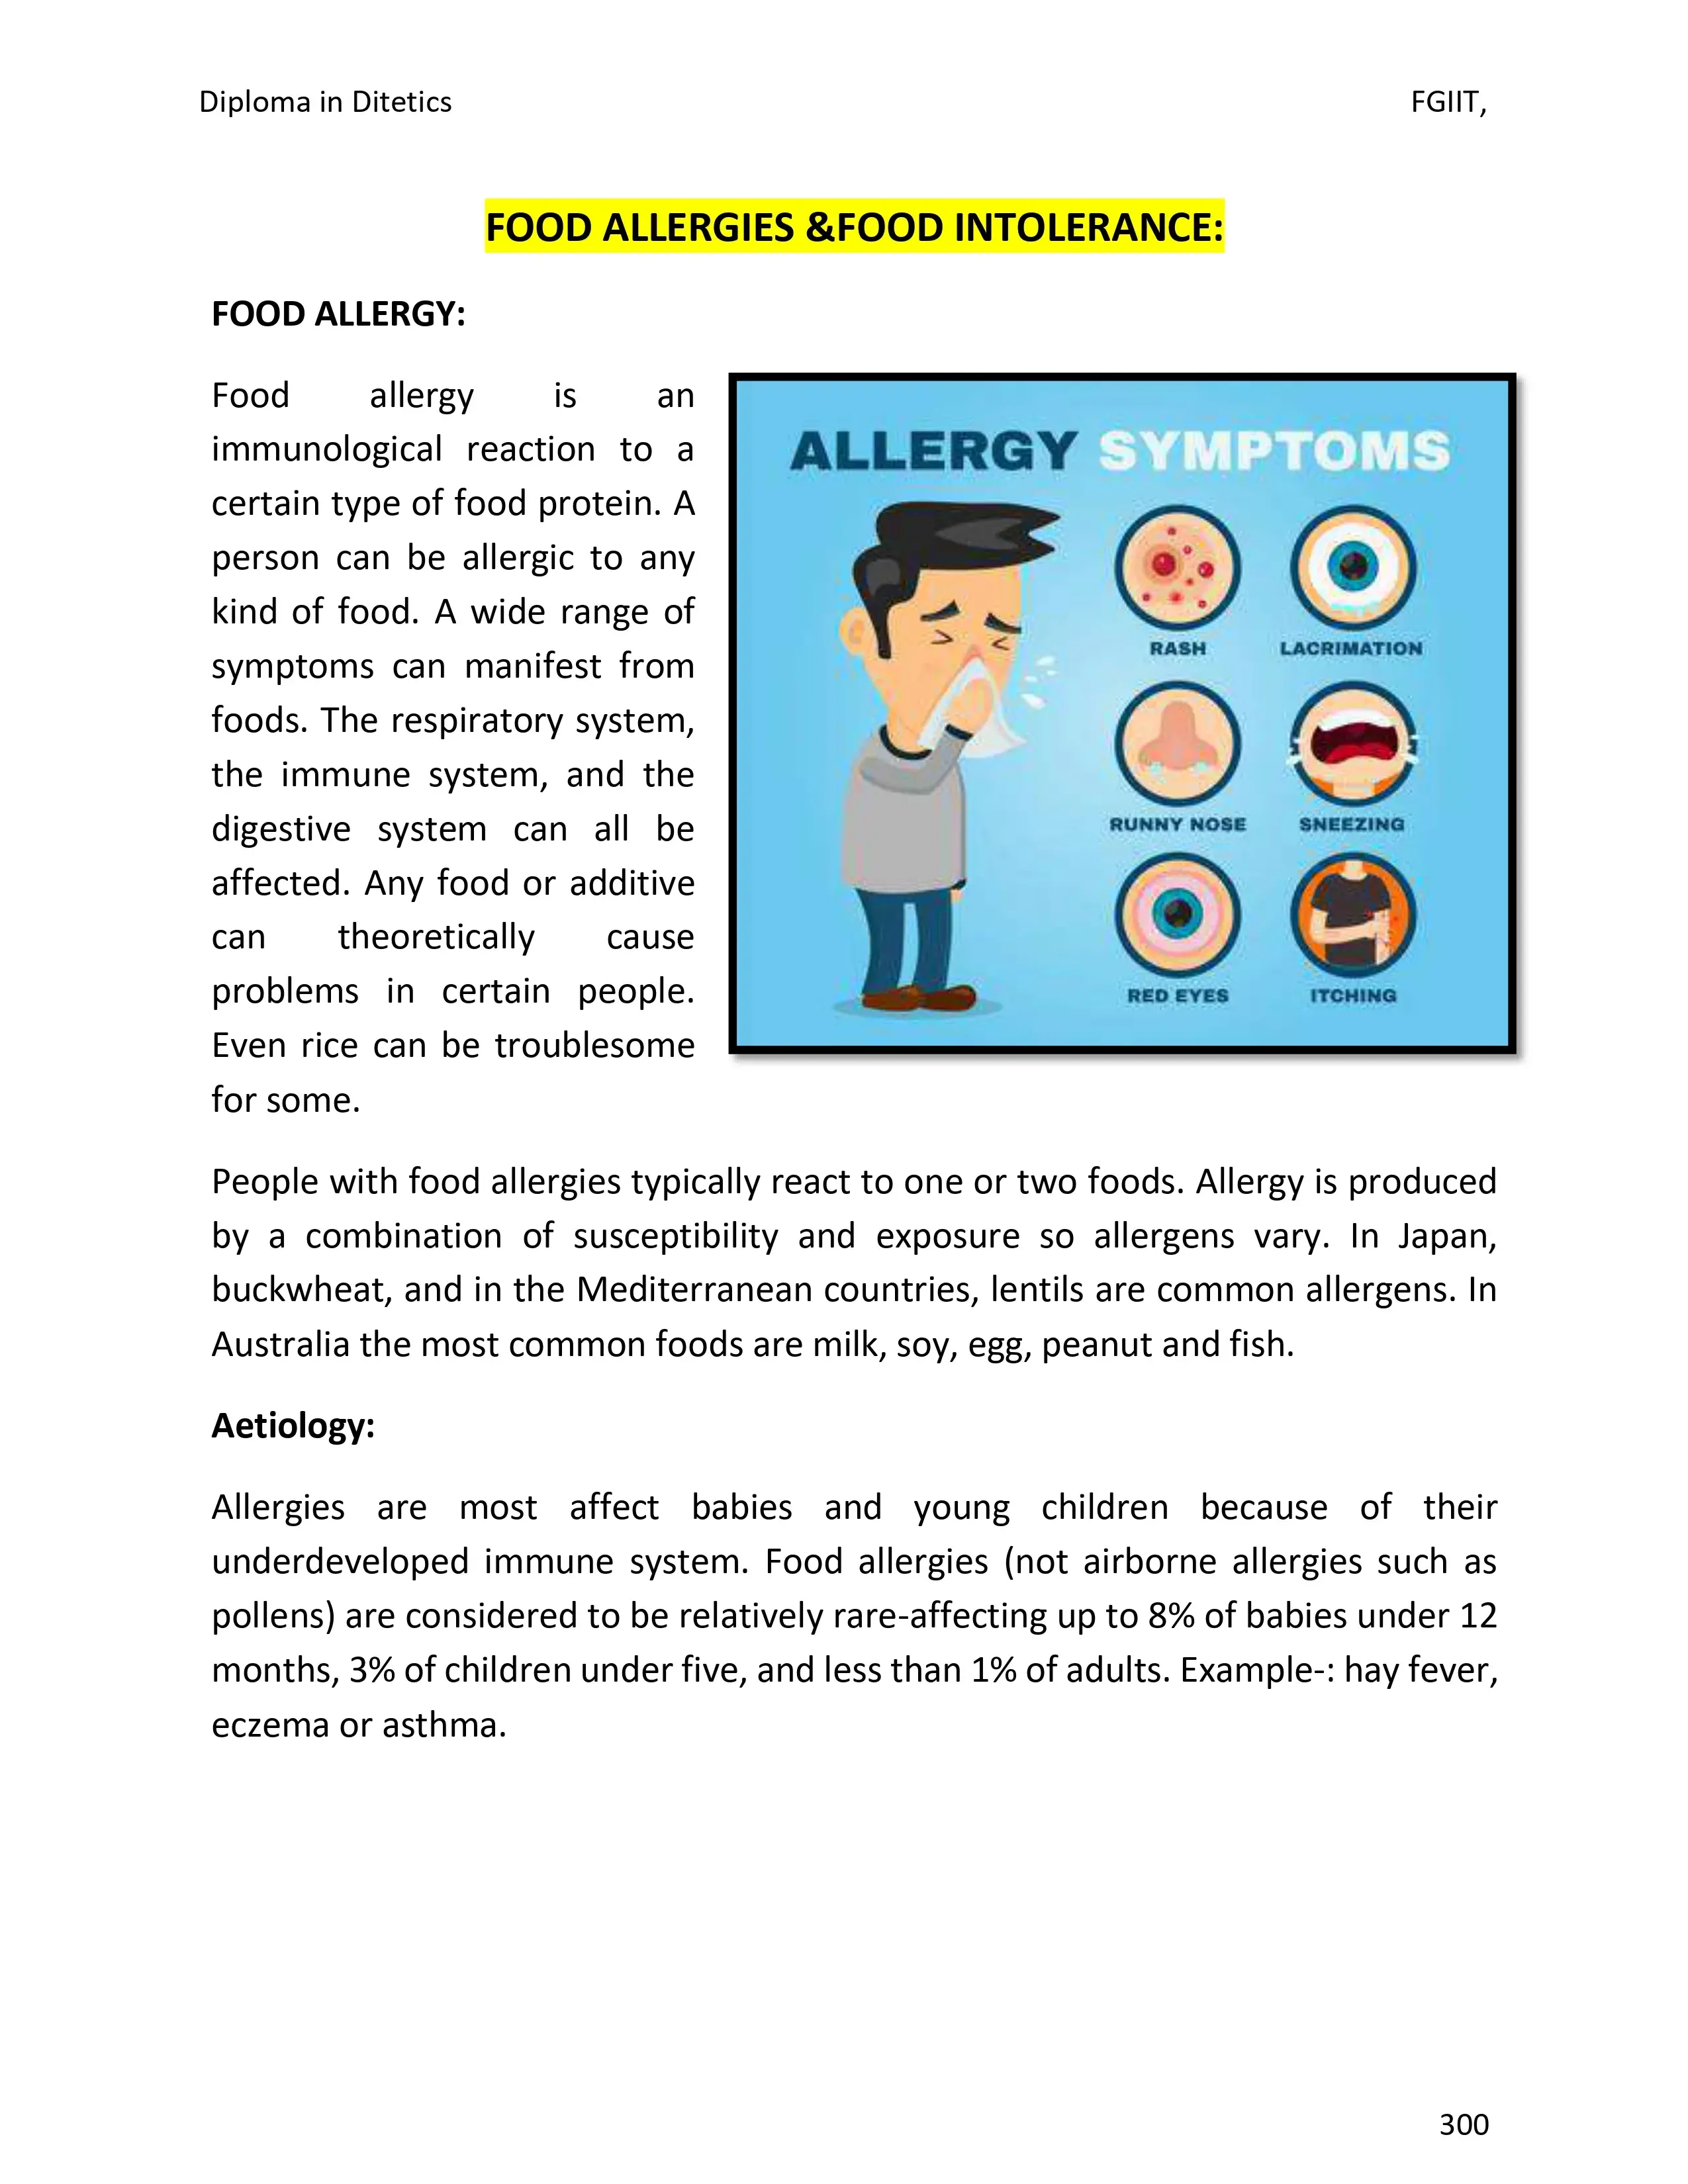 Diploma in Ditetics FGIIT,
FOOD ALLERGIES &FOOD INTOLERANCE:
FOOD ALLERGY:
Food allergy is an
immunological reaction to a
certain type of food protein. A
person can be allergic to any
kind of food. A wide range of
symptoms can manifest from
foods. The respiratory system,
the immune system, and the
digestive system can all be
affected. Any food or additive
can theoretically cause
problems in certain people.
Even rice can be troublesome
for some.
ALLERGY SYMPTOMS
RASH LACRIMATION
RUNNY NOSE SNEEZING
RED EYES ITCHING
People with food allergies typically react to one or two foods. Allergy is produced
by a combination of susceptibility and exposure so allergens vary. In Japan,
buckwheat, and in the Mediterranean countries, lentils are common allergens. In
Australia the most common foods are milk, soy, egg, peanut and fish.
Aetiology:
Allergies are most affect babies and young children because of their
underdeveloped immune system. Food allergies (not airborne allergies such as
pollens) are considered to be relatively rare-affecting up to 8% of babies under 12
months, 3% of children under five, and less than 1% of adults. Example-: hay fever,
eczema or asthma.
300